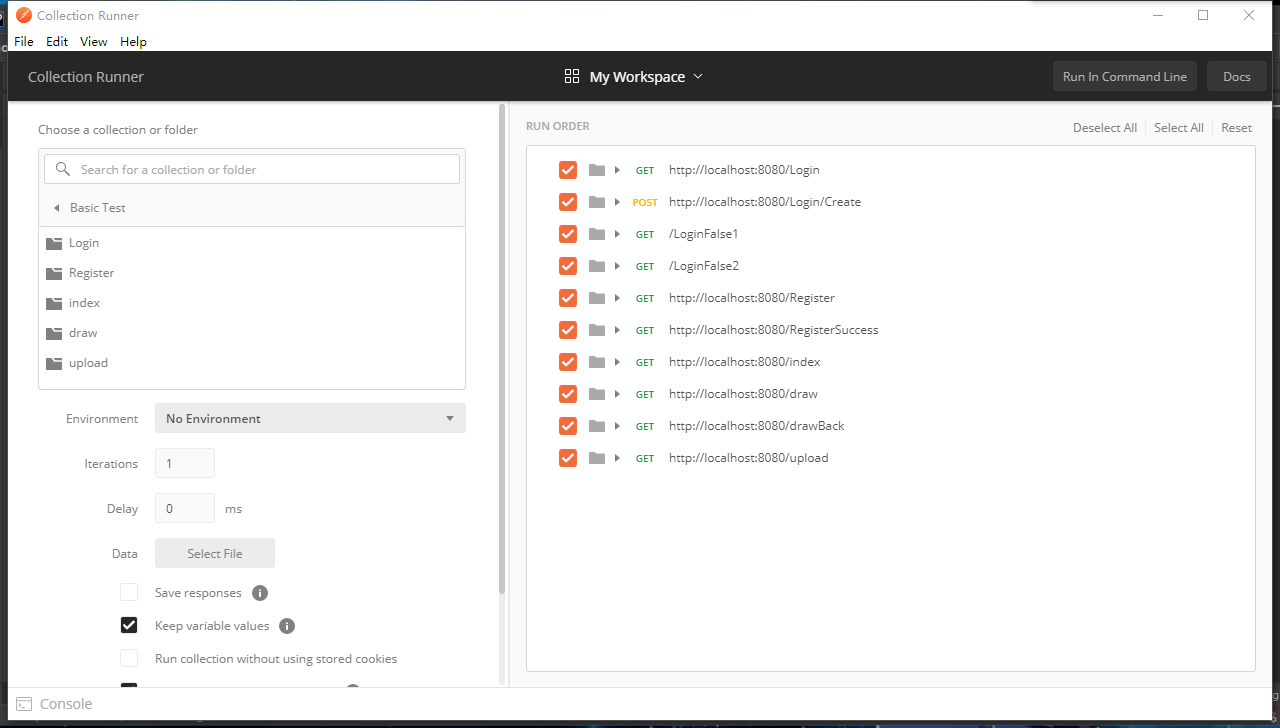 Collection Runner
File Edit View Help
Collection Runner
My Workspace
Run In Command Line
Docs
Choose a collection or folder
Search for a collection or folder
Basic Test
Login
Register
index
draw
upload
Environment No Environment
Iterations 1
Delay 0 ms
Data Select File
Save responses
Keep variable values
Run collection without using stored cookies
RUN ORDER
Deselect All Select All Reset
GET http://localhost:8080/Login
POST http://localhost:8080/Login/Create
GET /LoginFalse1
GET /LoginFalse2
GET http://localhost:8080/Register
GET http://localhost:8080/RegisterSuccess
GET http://localhost:8080/index
GET http://localhost:8080/draw
GET http://localhost:8080/drawBack
GET http://localhost:8080/upload
Console